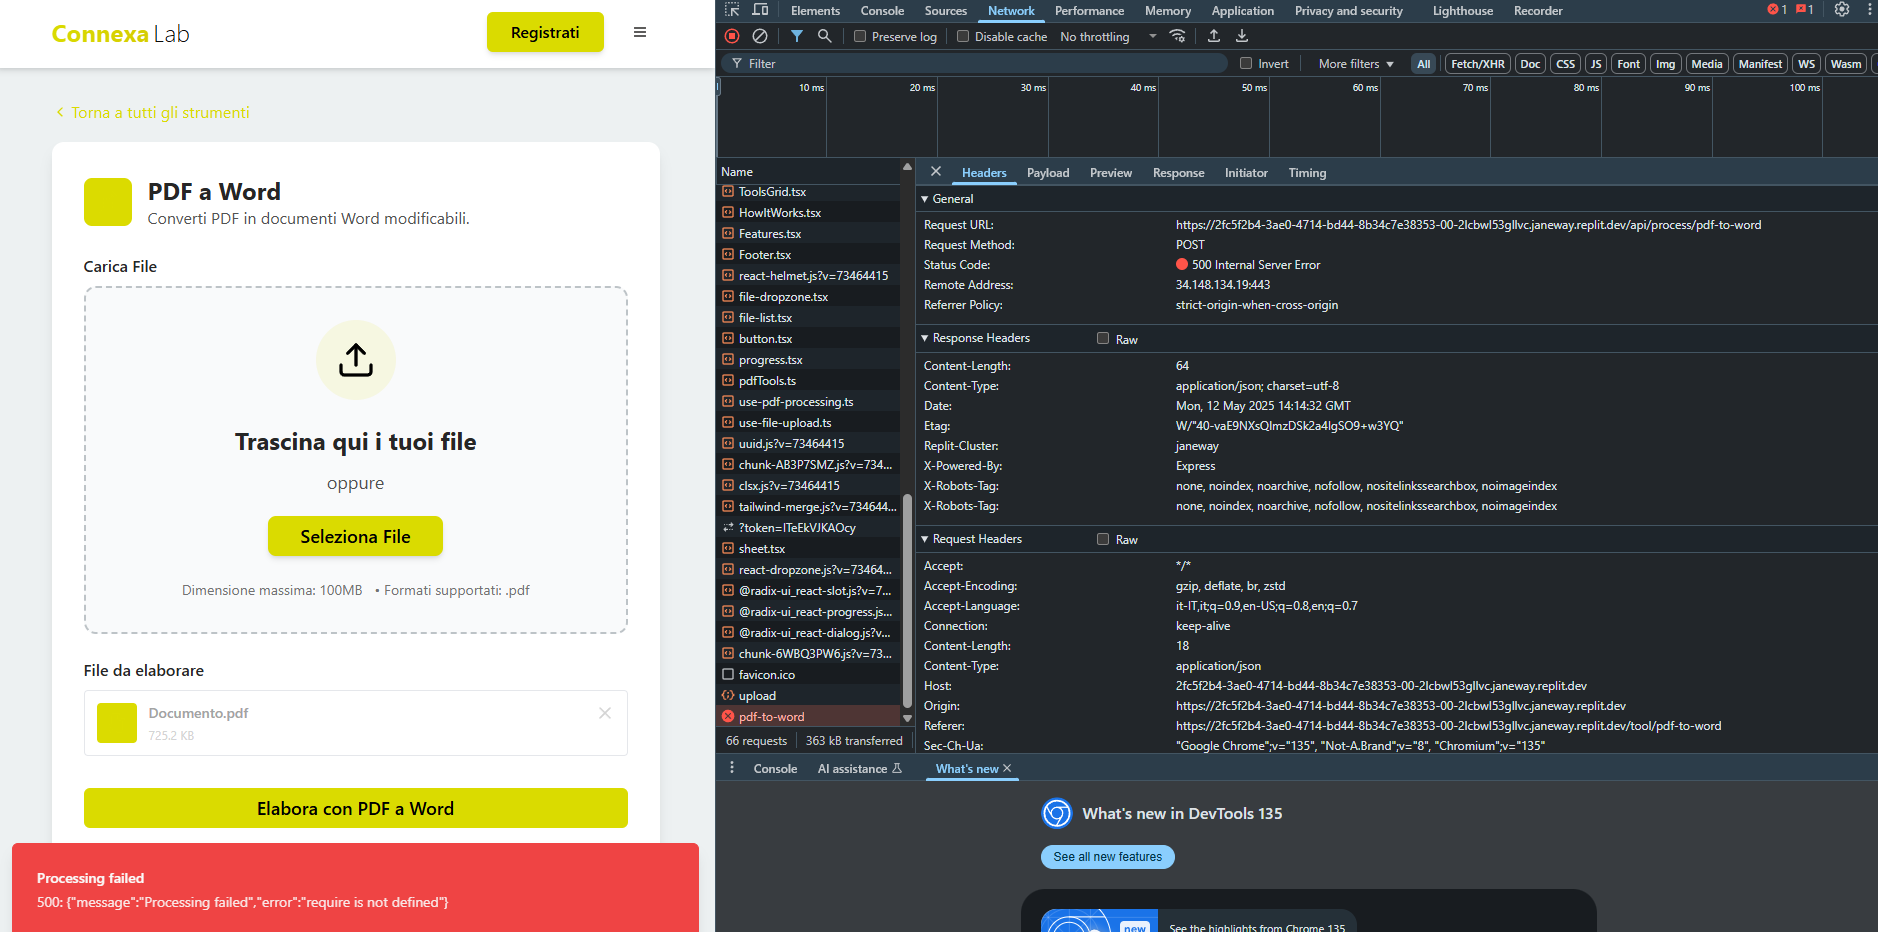 Connexa Lab
Registrati
Torna a tutti gli strumenti
PDF a Word
Converti PDF in documenti Word modificabili.
Carica File
Trascina qui i tuoi file
oppure
Seleziona File
Dimensione massima: 100MB • Formati supportati: .pdf
File da elaborare
Documento.pdf
725.2 KB
Elabora con PDF a Word
Processing failed
500: {"message":"Processing failed","error":"require is not defined"}
Elements Console Sources Network Performance Memory Application Privacy and security Lighthouse Recorder 1 1
Preserve log Disable cache No throttling
Filter Invert More filters All Fetch/XHR Doc CSS JS Font Img Media Manifest WS Wasm
10 ms 20 ms 30 ms 40 ms 50 ms 60 ms 70 ms 80 ms 90 ms 100 ms
Name
ToolsGrid.tsx
HowItWorks.tsx
Features.tsx
Footer.tsx
react-helmet.js?v=73464415
file-dropzone.tsx
file-list.tsx
button.tsx
progress.tsx
pdfTools.ts
use-pdf-processing.ts
use-file-upload.ts
uuid.js?v=73464415
chunk-AB3P7SMZ.js?v=734...
clsx.js?v=73464415
tailwind-merge.js?v=734644...
?token=ITeEkVJKAOcy
sheet.tsx
react-dropzone.js?v=73464...
@radix-ui_react-slot.js?v=7...
@radix-ui_react-progress.js...
@radix-ui_react-dialog.js?v...
chunk-6WBQ3PW6.js?v=73...
favicon.ico
upload
pdf-to-word
66 requests 363 kB transferred
Headers Payload Preview Response Initiator Timing
General
Request URL: https://2fc5f2b4-3ae0-4714-bd44-8b34c7e38353-00-2lcbwl53gllvc.janeway.replit.dev/api/process/pdf-to-word
Request Method: POST
Status Code: 500 Internal Server Error
Remote Address: 34.148.134.19:443
Referrer Policy: strict-origin-when-cross-origin
Response Headers Raw
Content-Length: 64
Content-Type: application/json; charset=utf-8
Date: Mon, 12 May 2025 14:14:32 GMT
Etag: W/"40-vaE9NXsQlmzDSk2a4IgSO9+w3YQ"
Replit-Cluster: janeway
X-Powered-By: Express
X-Robots-Tag: none, noindex, noarchive, nofollow, nositelinkssearchbox, noimageindex
X-Robots-Tag: none, noindex, noarchive, nofollow, nositelinkssearchbox, noimageindex
Request Headers Raw
Accept: */*
Accept-Encoding: gzip, deflate, br, zstd
Accept-Language: it-IT,it;q=0.9,en-US;q=0.8,en;q=0.7
Connection: keep-alive
Content-Length: 18
Content-Type: application/json
Host: 2fc5f2b4-3ae0-4714-bd44-8b34c7e38353-00-2lcbwl53gllvc.janeway.replit.dev
Origin: https://2fc5f2b4-3ae0-4714-bd44-8b34c7e38353-00-2lcbwl53gllvc.janeway.replit.dev
Referer: https://2fc5f2b4-3ae0-4714-bd44-8b34c7e38353-00-2lcbwl53gllvc.janeway.replit.dev/tool/pdf-to-word
Sec-Ch-Ua: "Google Chrome";v="135", "Not-A.Brand";v="8", "Chromium";v="135"
Console AI assistance What's new
What's new in DevTools 135
See all new features
new
See the highlights from Chrome 135